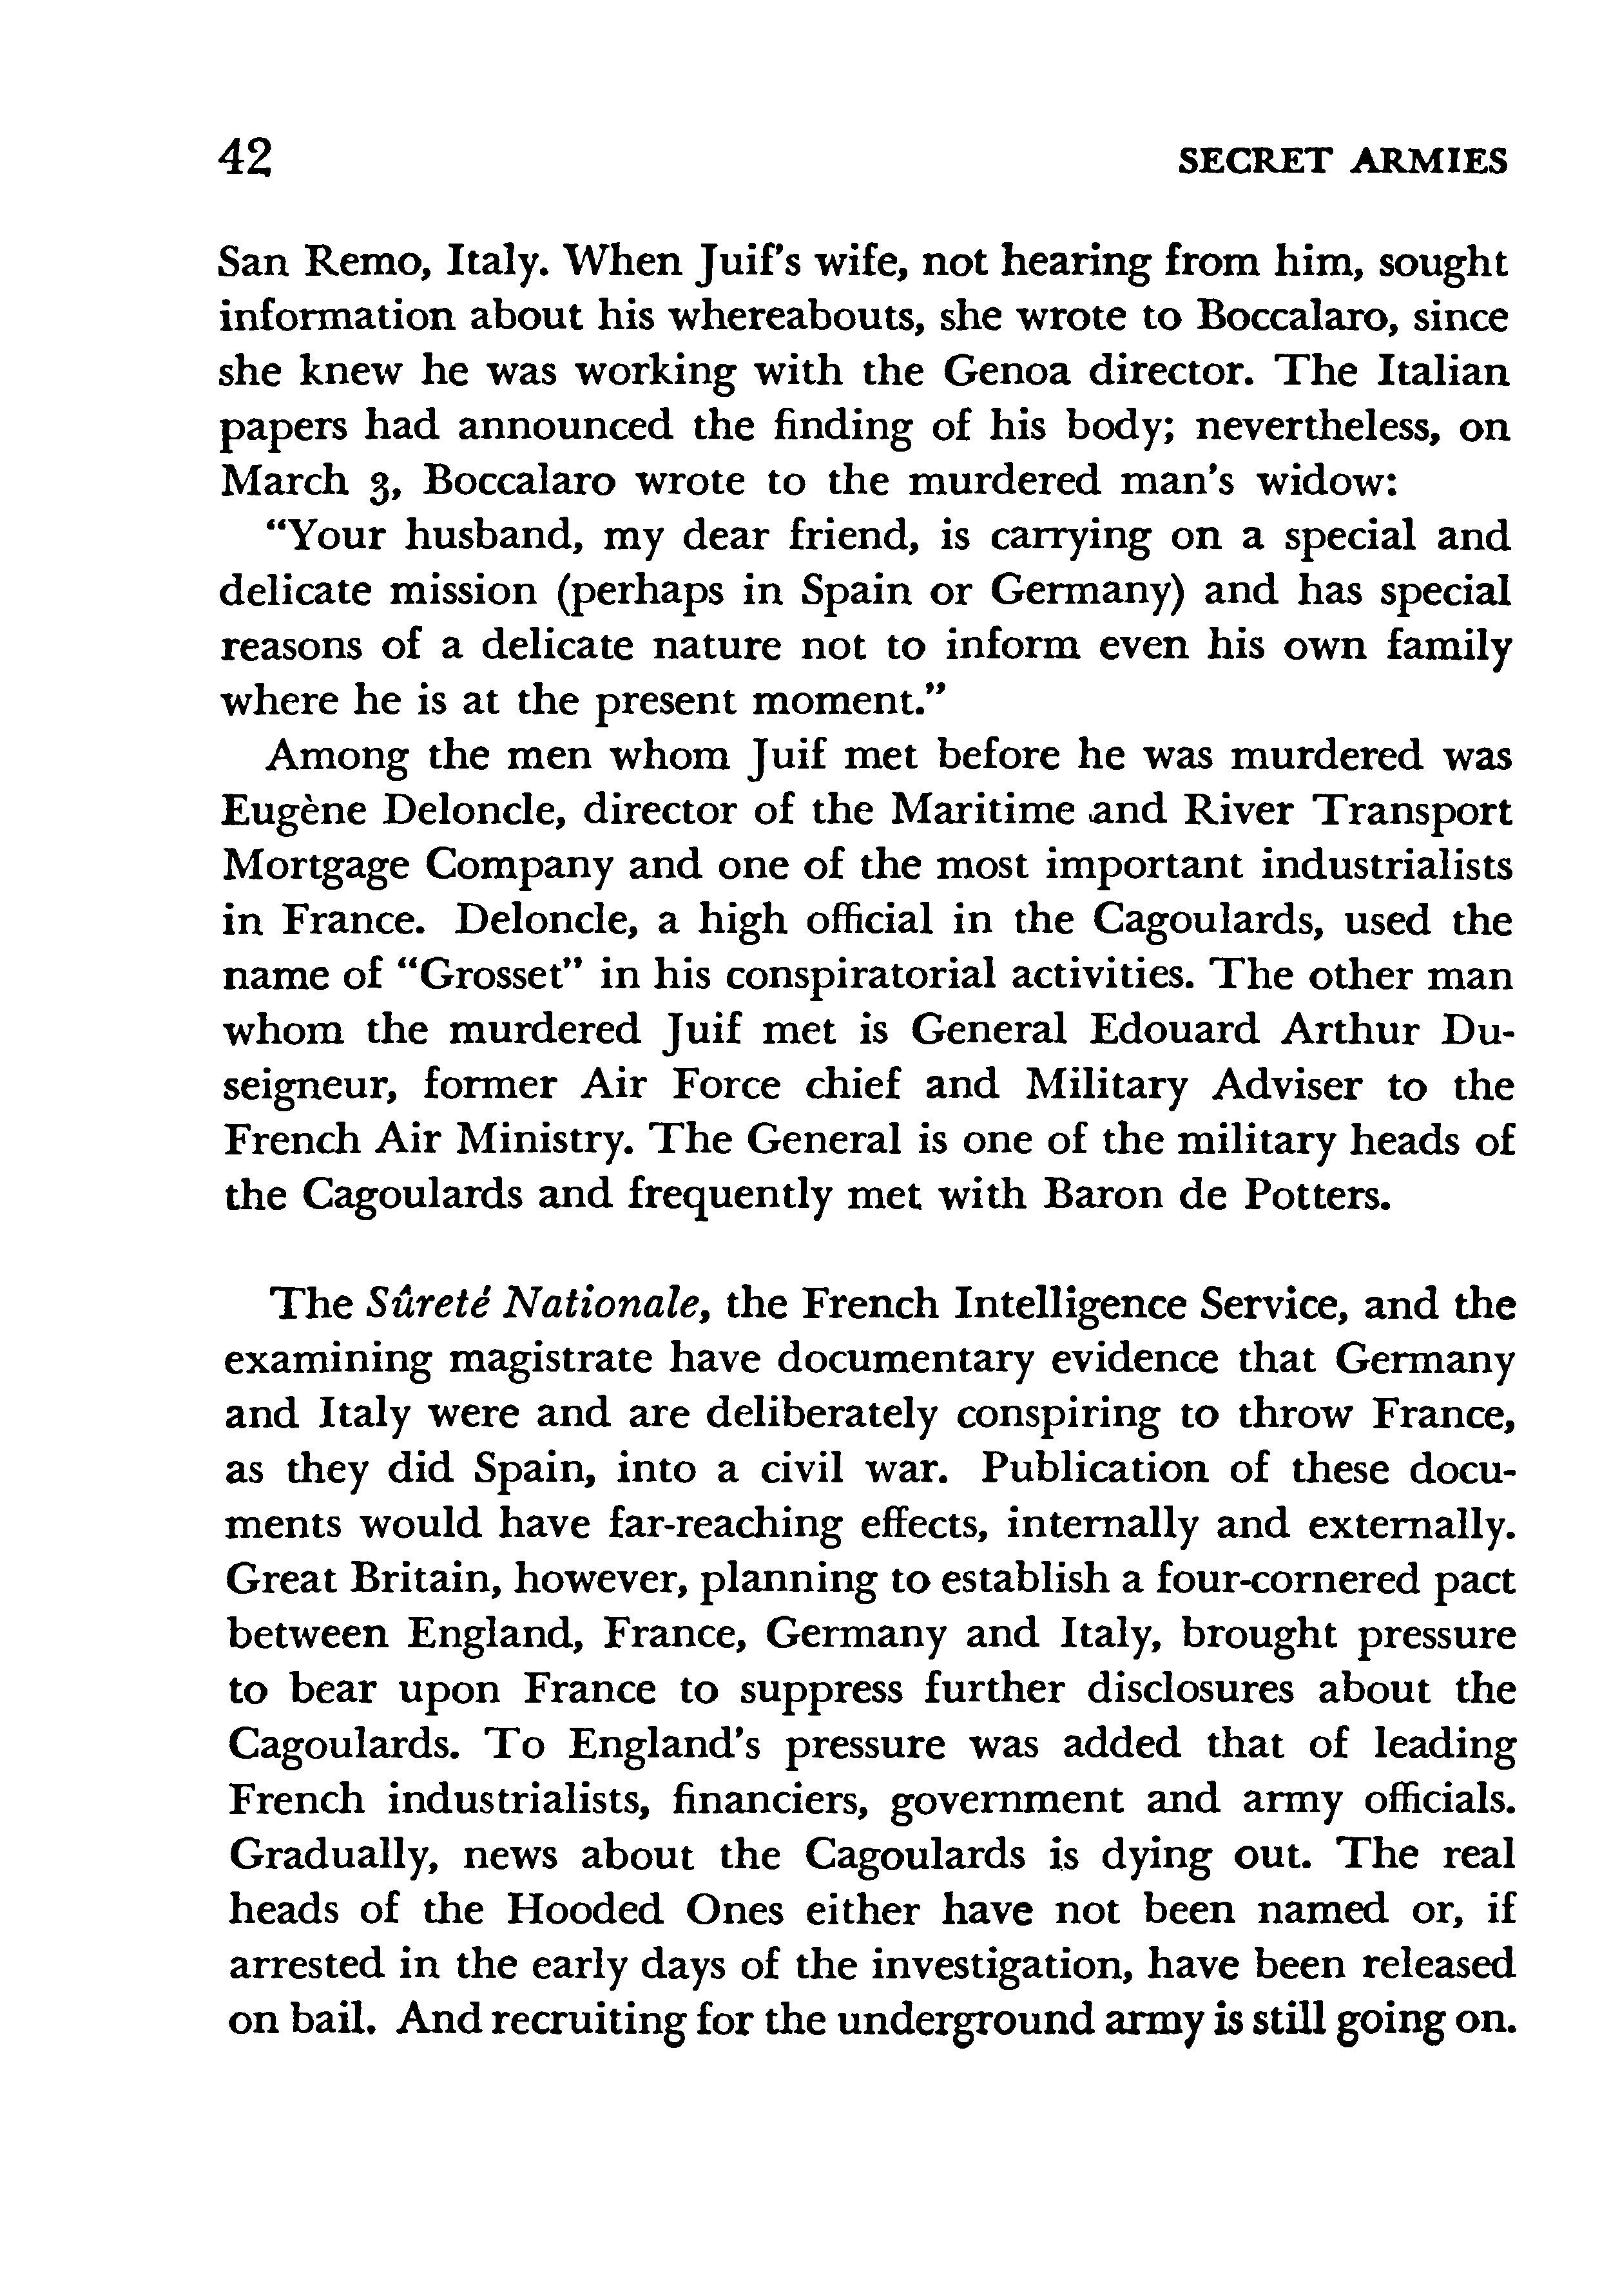 42 SECRET ARMIES
San Remo, Italy. When Juif's wife, not hearing from him, sought
information about his whereabouts, she wrote to Boccalaro, since
she knew he was working with the Genoa director. The Italian
papers had announced the finding of his body; nevertheless, on
March 3, Boccalaro wrote to the murdered man's widow:
“Your husband, my dear friend, is carrying on a special and
delicate mission (perhaps in Spain or Germany) and has special
reasons of a delicate nature not to inform even his own family
where he is at the present moment.”
Among the men whom Juif met before he was murdered was
Eugène Deloncle, director of the Maritime and River Transport
Mortgage Company and one of the most important industrialists
in France. Deloncle, a high official in the Cagoulards, used the
name of “Grosset” in his conspiratorial activities. The other man
whom the murdered Juif met is General Edouard Arthur Du-
seigneur, former Air Force chief and Military Adviser to the
French Air Ministry. The General is one of the military heads of
the Cagoulards and frequently met with Baron de Potters.
The Sûreté Nationale, the French Intelligence Service, and the
examining magistrate have documentary evidence that Germany
and Italy were and are deliberately conspiring to throw France,
as they did Spain, into a civil war. Publication of these docu-
ments would have far-reaching effects, internally and externally.
Great Britain, however, planning to establish a four-cornered pact
between England, France, Germany and Italy, brought pressure
to bear upon France to suppress further disclosures about the
Cagoulards. To England's pressure was added that of leading
French industrialists, financiers, government and army officials.
Gradually, news about the Cagoulards is dying out. The real
heads of the Hooded Ones either have not been named or, if
arrested in the early days of the investigation, have been released
on bail. And recruiting for the underground army is still going on.